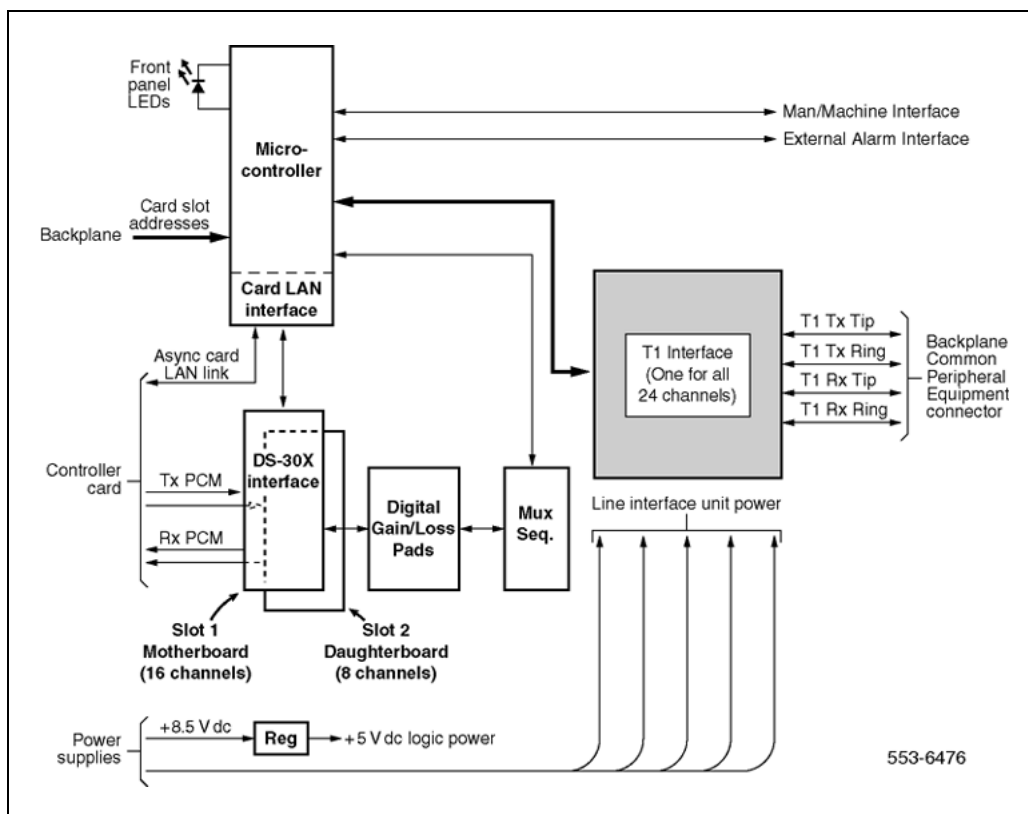 Front
panel
LEDs
Micro-
controller
Man/Machine Interface
External Alarm Interface
Card slot
addresses
Backplane
Card LAN
interface
Async card
LAN link
T1 Interface
(One for all
24 channels)
T1 Tx Tip
T1 Tx Ring
T1 Rx Tip
T1 Rx Ring
Backplane
Common
Peripheral
Equipment
connector
Controller
card
Tx PCM
Rx PCM
DS-30X
interface
Digital
Gain/Loss
Pads
Mux
Seq.
Line interface unit power
Slot 1
Motherboard
(16 channels)
Slot 2
Daughterboard
(8 channels)
Power
supplies
+8.5 V dc
Reg
+5 V dc logic power
553-6476